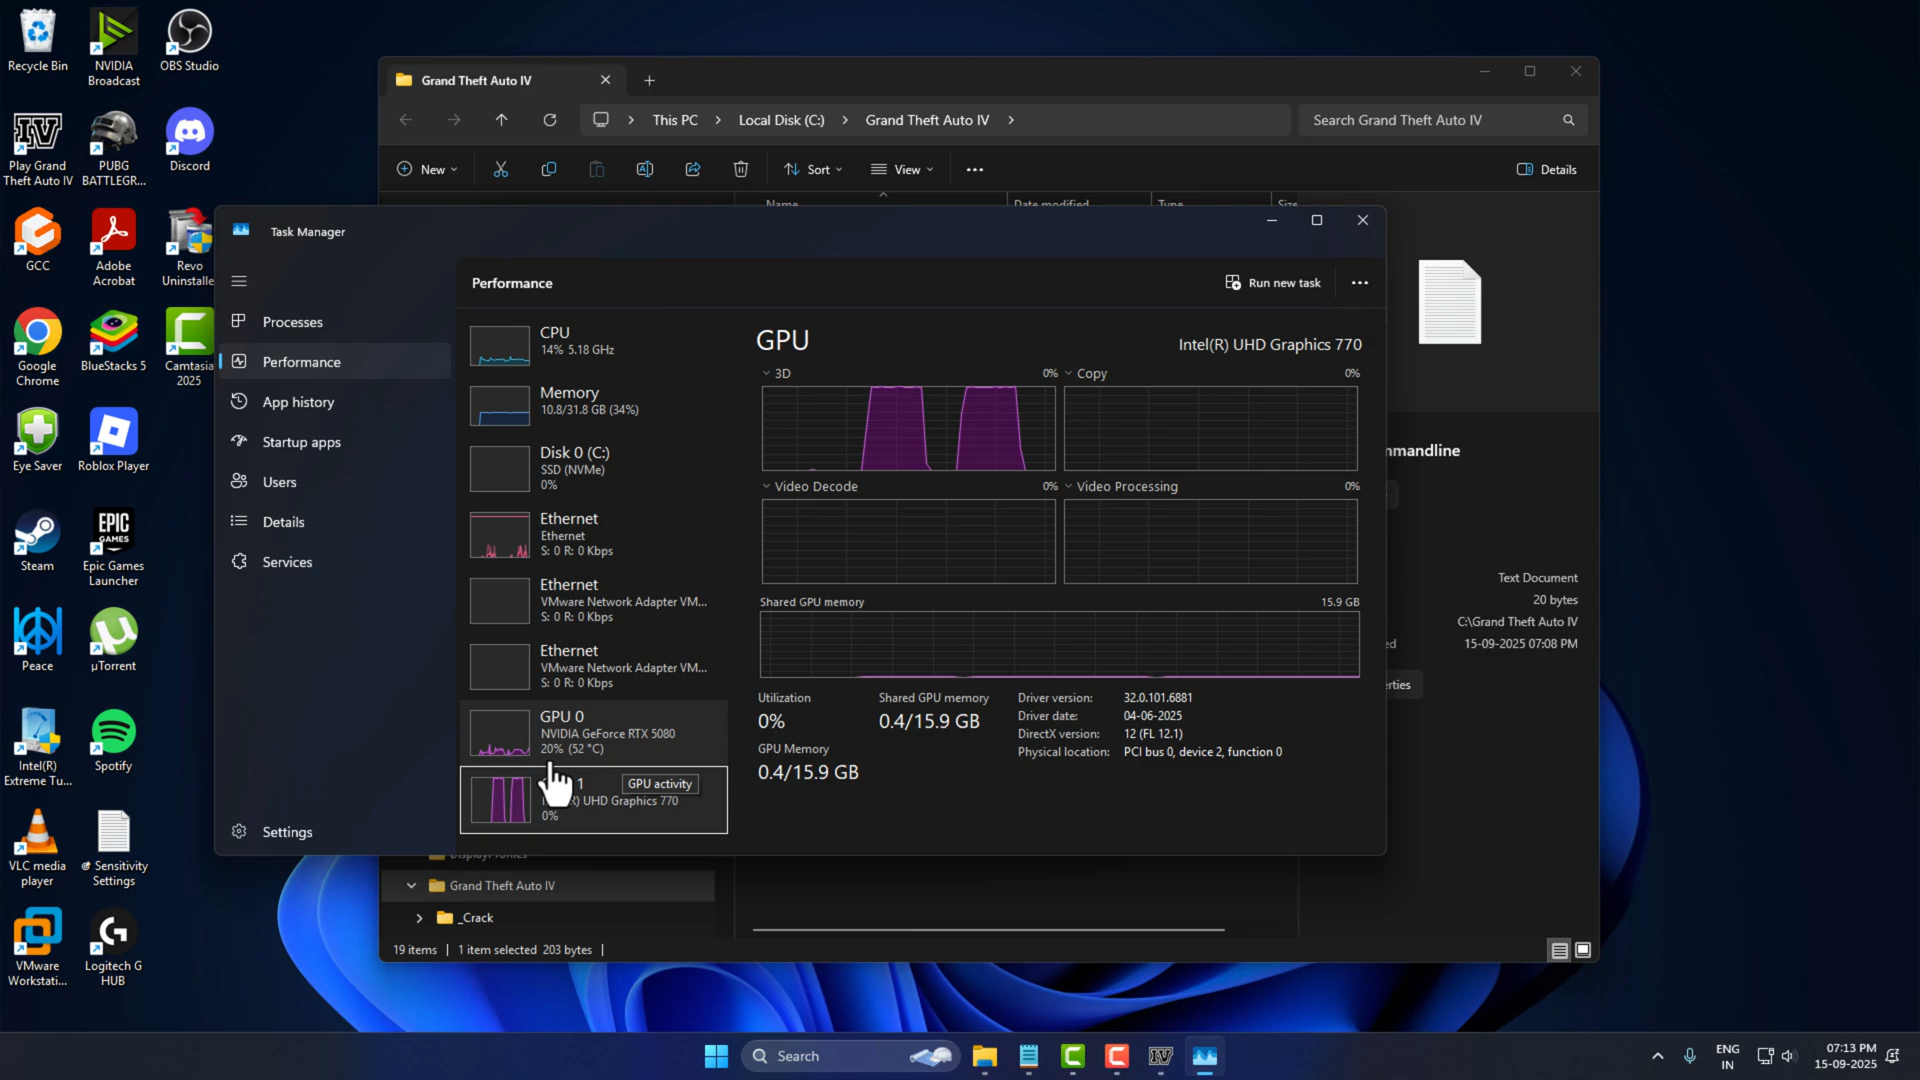 Recycle Bin
NVIDIA
Broadcast
OBS Studio
Play Grand
Theft Auto IV
PUBG
BATTLEGR...
Discord
GCC
Adobe
Acrobat
Revo
Uninstalle
Google
Chrome
BlueStacks 5
Camtasia
2025
Eye Saver
Roblox Player
Steam
EPIC
GAMES
Epic Games
Launcher
Peace
µTorrent
Intel(R)
Extreme Tu...
Spotify
VLC media
player
Sensitivity
Settings
VMware
Workstati...
Logitech G
HUB
Grand Theft Auto IV
This PC
Local Disk (C:)
Grand Theft Auto IV
Search Grand Theft Auto IV
New
Sort
View
Details
Name
Date modified
Type
Size
Task Manager
Processes
Performance
App history
Startup apps
Users
Details
Services
Settings
Performance
Run new task
CPU
14% 5.18 GHz
Memory
10.8/31.8 GB (34%)
Disk 0 (C:)
SSD (NVMe)
0%
Ethernet
Ethernet
S: 0 R: 0 Kbps
Ethernet
VMware Network Adapter VM...
S: 0 R: 0 Kbps
Ethernet
VMware Network Adapter VM...
S: 0 R: 0 Kbps
GPU 0
NVIDIA GeForce RTX 5080
20% (52 °C)
1
GPU activity
) UHD Graphics 770
0%
GPU
Intel(R) UHD Graphics 770
3D 0%
Copy 0%
Video Decode 0%
Video Processing 0%
Shared GPU memory 15.9 GB
Utilization
0%
Shared GPU memory
0.4/15.9 GB
GPU Memory
0.4/15.9 GB
Driver version: 32.0.101.6881
Driver date: 04-06-2025
DirectX version: 12 (FL 12.1)
Physical location: PCI bus 0, device 2, function 0
mmandline
Text Document
20 bytes
C:\Grand Theft Auto IV
ed 15-09-2025 07:08 PM
erties
Grand Theft Auto IV
_Crack
19 items
1 item selected 203 bytes
Search
ENG
IN
07:13 PM
15-09-2025